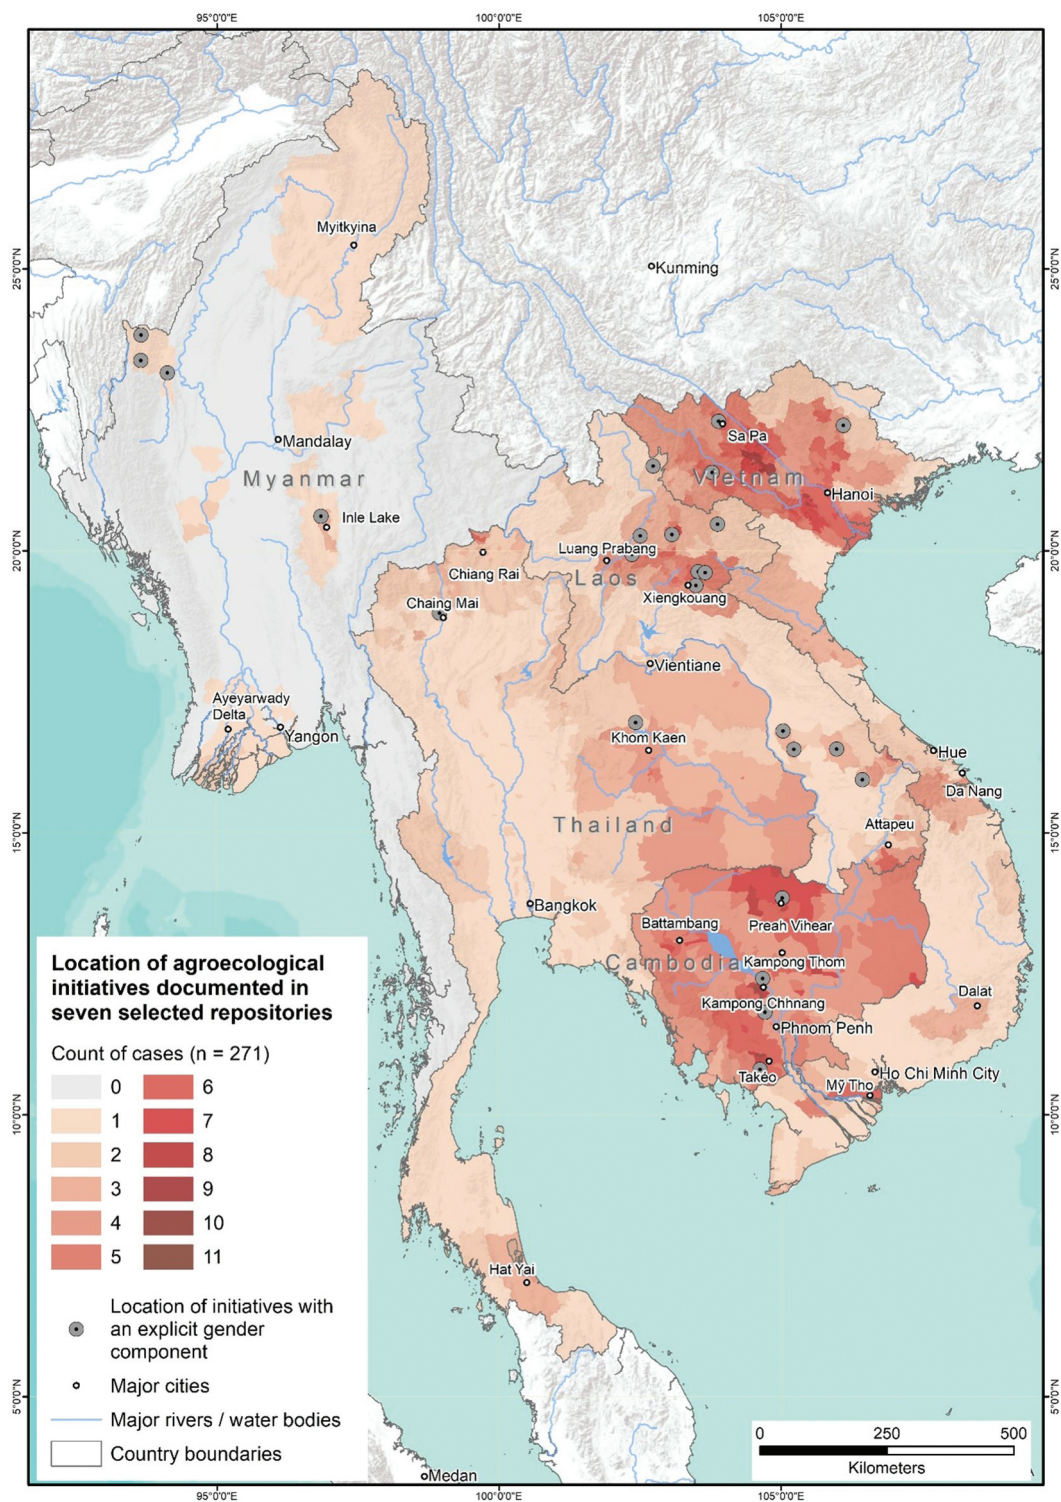 95°0'0"E
100°0'0"E
105°0'0"E
25°0'0"N
25°0'0"N
20°0'0"N
20°0'0"N
15°0'0"N
15°0'0"N
10°0'0"N
10°0'0"N
5°0'0"N
5°0'0"N
Myitkyina
Kunming
Mandalay
Myanmar
Sa Pa
Vietnam
Hanoi
Inle Lake
Luang Prabang
Chiang Rai
Laos
Chaing Mai
Xiengkouang
Vientiane
Ayeyarwady
Delta
Yangon
Khom Kaen
Hue
Da Nang
Thailand
Attapeu
Bangkok
Battambang
Preah Vihear
Cambodia
Kampong Thom
Kampong Chhnang
Dalat
Phnom Penh
Takéo
Ho Chi Minh City
Mỹ Tho
Hat Yai
Medan
Location of agroecological
initiatives documented in
seven selected repositories
Count of cases (n = 271)
0 6
1 7
2 8
3 9
4 10
5 11
Location of initiatives with
an explicit gender
component
Major cities
Major rivers / water bodies
Country boundaries
0 250 500
Kilometers
95°0'0"E
100°0'0"E
105°0'0"E